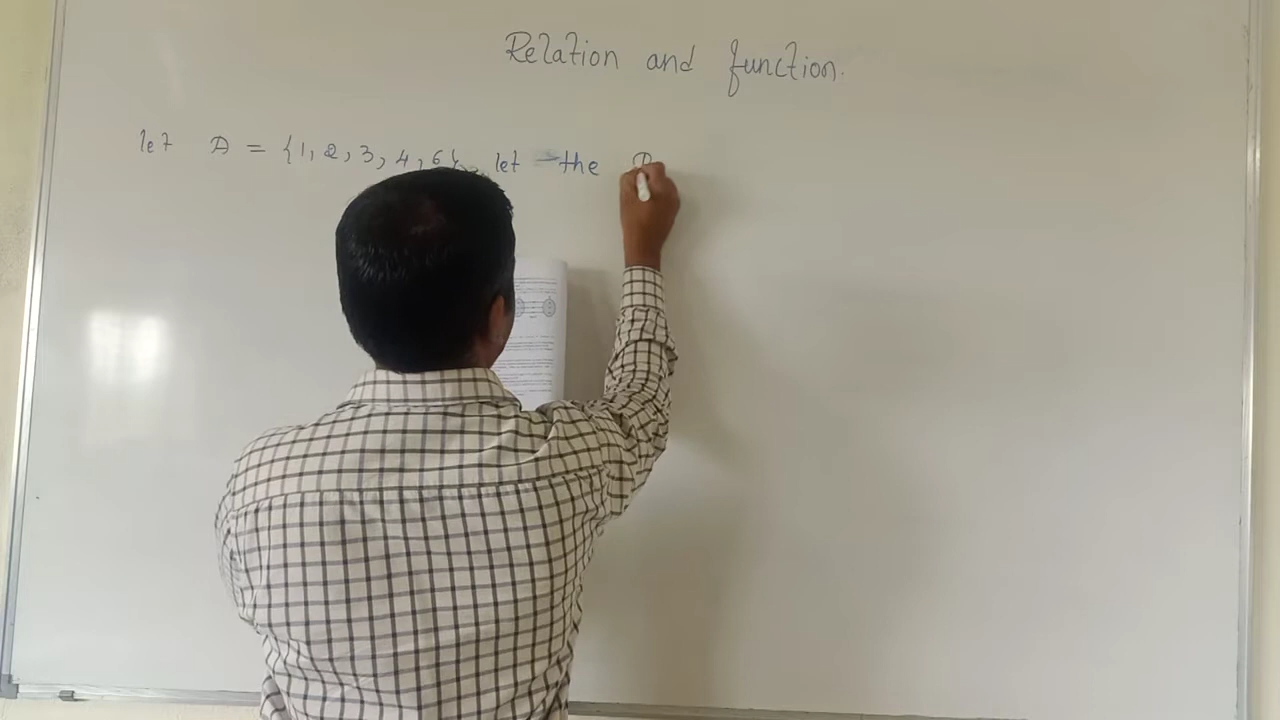 Relation and function.
let A = {1, 2, 3, 4, 6} let the